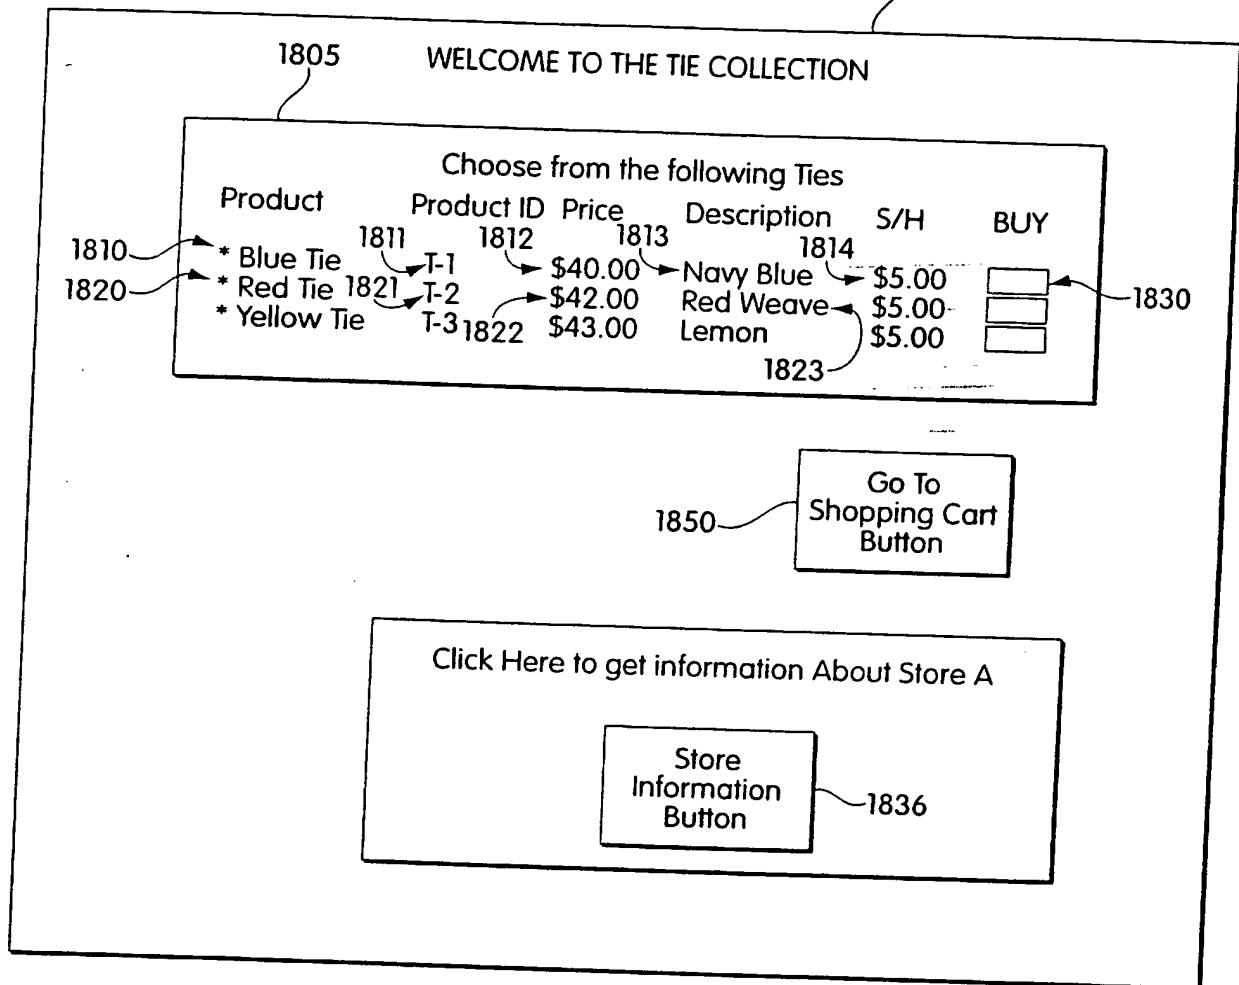 1805 WELCOME TO THE TIE COLLECTION
Choose from the following Ties
Product Product ID Price Description S/H BUY
1810 1811 1812 1813 1814
* Blue Tie T-1 $40.00 Navy Blue $5.00
1820 * Red Tie 1821 T-2 $42.00 Red Weave $5.00 1830
* Yellow Tie T-3 1822 $43.00 Lemon $5.00
1823
Go To
1850 Shopping Cart
Button
Click Here to get information About Store A
Store
Information 1836
Button